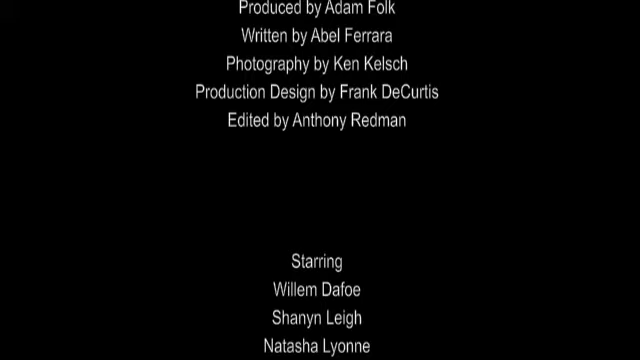 Produced by Adam Folk
Written by Abel Ferrara
Photography by Ken Kelsch
Production Design by Frank DeCurtis
Edited by Anthony Redman
Starring
Willem Dafoe
Shanyn Leigh
Natasha Lyonne